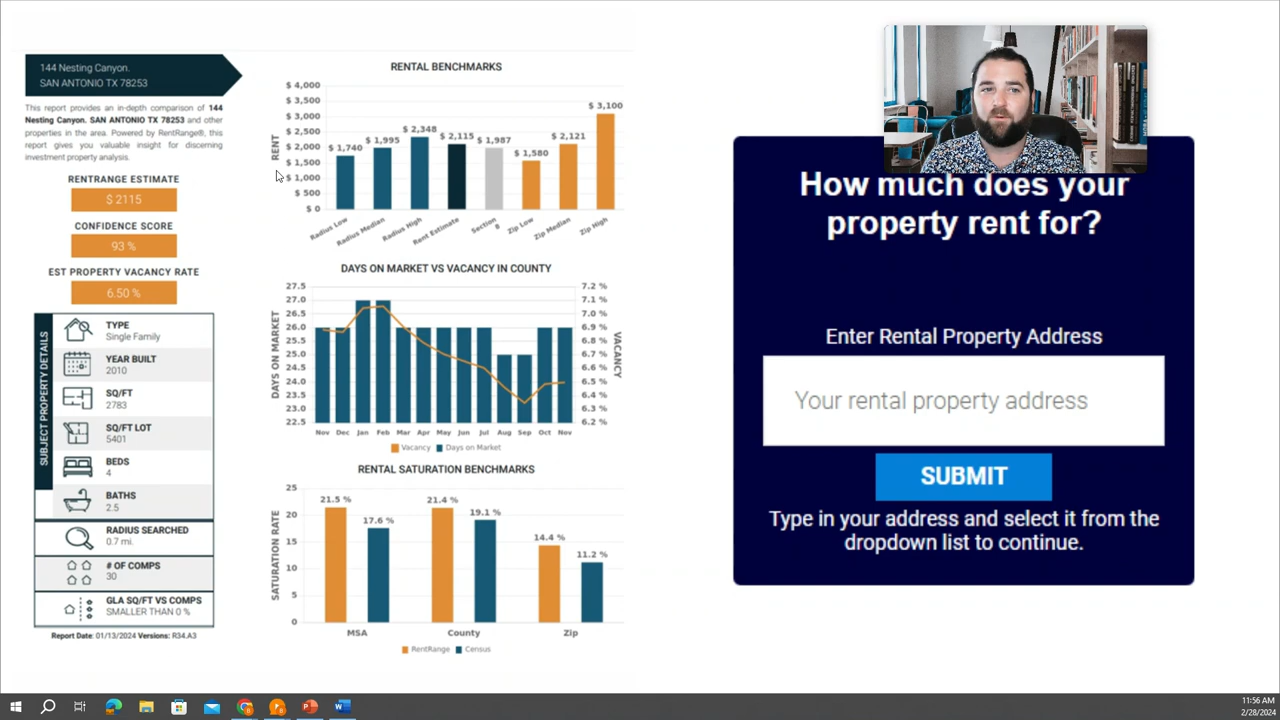 144 Nesting Canyon.
SAN ANTONIO TX 78253
This report provides an in-depth comparison of 144
Nesting Canyon. SAN ANTONIO TX 78253 and other
properties in the area. Powered by RentRange®, this
report gives you valuable insight for discerning
investment property analysis.
RENTRANGE ESTIMATE
$ 2115
CONFIDENCE SCORE
93 %
EST PROPERTY VACANCY RATE
6.50 %
SUBJECT PROPERTY DETAILS
TYPE
Single Family
YEAR BUILT
2010
SQ/FT
2783
SQ/FT LOT
5401
BEDS
4
BATHS
2.5
RADIUS SEARCHED
0.7 mi.
# OF COMPS
30
GLA SQ/FT VS COMPS
SMALLER THAN 0 %
Report Date: 01/13/2024 Versions: R34.A3
RENTAL BENCHMARKS
RENT
$ 4,000
$ 3,500
$ 3,000
$ 2,500
$ 2,000
$ 1,500
$ 1,000
$ 500
$ 0
$ 1,740
$ 1,995
$ 2,348
$ 2,115
$ 1,987
$ 1,580
$ 2,121
$ 3,100
Radius Low
Radius Median
Radius High
Rent Estimate
Section
8
Zip Low
Zip Median
Zip High
DAYS ON MARKET VS VACANCY IN COUNTY
DAYS ON MARKET
27.5
27.0
26.5
26.0
25.5
25.0
24.5
24.0
23.5
23.0
22.5
7.2 %
7.1 %
7.0 %
6.9 %
6.8 %
6.7 %
6.6 %
6.5 %
6.4 %
6.3 %
6.2 %
VACANCY
Nov Dec Jan Feb Mar Apr May Jun Jul Aug Sep Oct Nov
Vacancy Days on Market
RENTAL SATURATION BENCHMARKS
SATURATION RATE
25
20
15
10
5
0
21.5 %
17.6 %
21.4 %
19.1 %
14.4 %
11.2 %
MSA County Zip
RentRange Census
How much does your
property rent for?
Enter Rental Property Address
Your rental property address
SUBMIT
Type in your address and select it from the
dropdown list to continue.
11:56 AM
2/28/2024